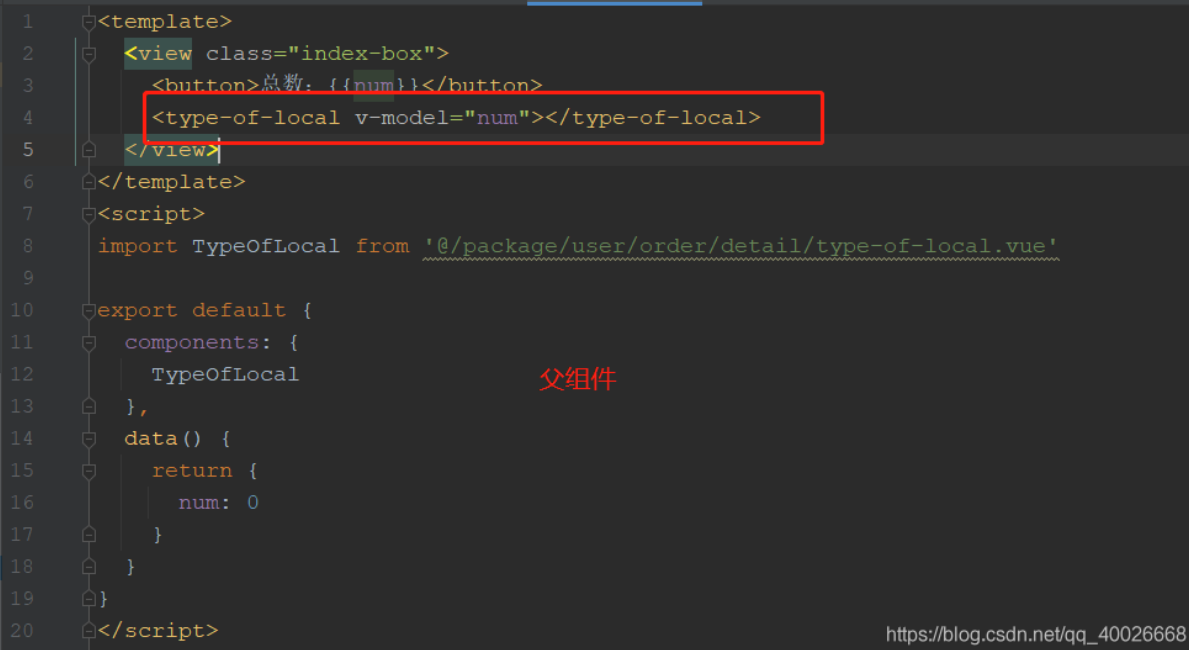 1 <template>
2 <view class="index-box">
3 <button>总数: {{num}}</button>
4 <type-of-local v-model="num"></type-of-local>
5 </view>
6 </template>
7 <script>
8 import TypeOfLocal from '@/package/user/order/detail/type-of-local.vue'
9
10 export default {
11 components: {
12 TypeOfLocal
父组件
13 },
14 data() {
15 return {
16 num: 0
17 }
18 }
19 }
20 </script>
https://blog.csdn.net/qq_40026668